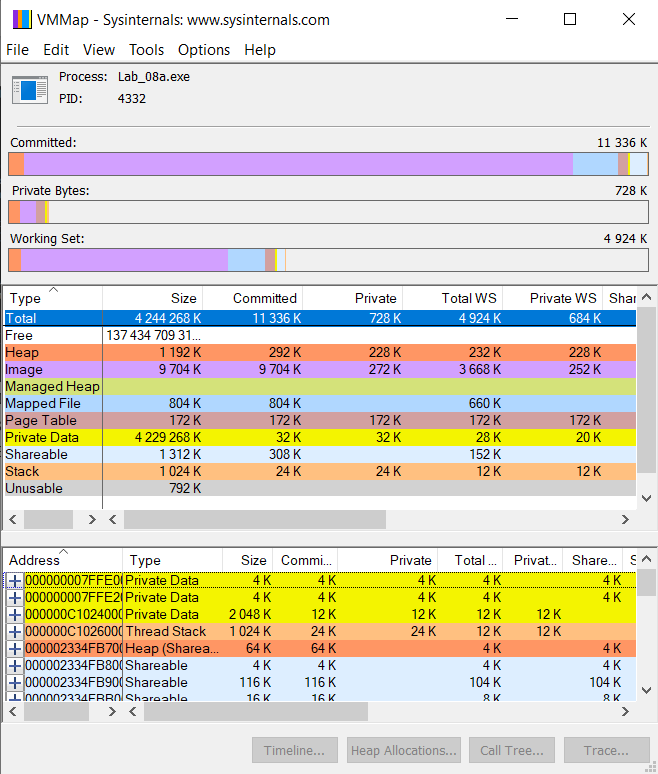 VMMap - Sysinternals: www.sysinternals.com
File Edit View Tools Options Help
Process: Lab_08a.exe
PID: 4332
Committed: 11 336 K
Private Bytes: 728 K
Working Set: 4 924 K
Type Size Committed Private Total WS Private WS Shar
Total 4 244 268 K 11 336 K 728 K 4 924 K 684 K
Free 137 434 709 31...
Heap 1 192 K 292 K 228 K 232 K 228 K
Image 9 704 K 9 704 K 272 K 3 668 K 252 K
Managed Heap
Mapped File 804 K 804 K 660 K
Page Table 172 K 172 K 172 K 172 K 172 K
Private Data 4 229 268 K 32 K 32 K 28 K 20 K
Shareable 1 312 K 308 K 152 K
Stack 1 024 K 24 K 24 K 12 K 12 K
Unusable 792 K
Address Type Size Commi... Private Total ... Privat... Share... S
000000007FFE00 Private Data 4 K 4 K 4 K 4 K 4 K
000000007FFE20 Private Data 4 K 4 K 4 K 4 K 4 K
000000C1024000 Private Data 2 048 K 12 K 12 K 12 K 12 K
000000C1026000 Thread Stack 1 024 K 24 K 24 K 12 K 12 K
000002334FB700 Heap (Sharea... 64 K 64 K 4 K 4 K
000002334FB800 Shareable 4 K 4 K 4 K 4 K
000002334FB900 Shareable 116 K 116 K 104 K 104 K
000002334FBB00 Shareable 16 K 16 K 8 K 8 K
Timeline... Heap Allocations... Call Tree... Trace...